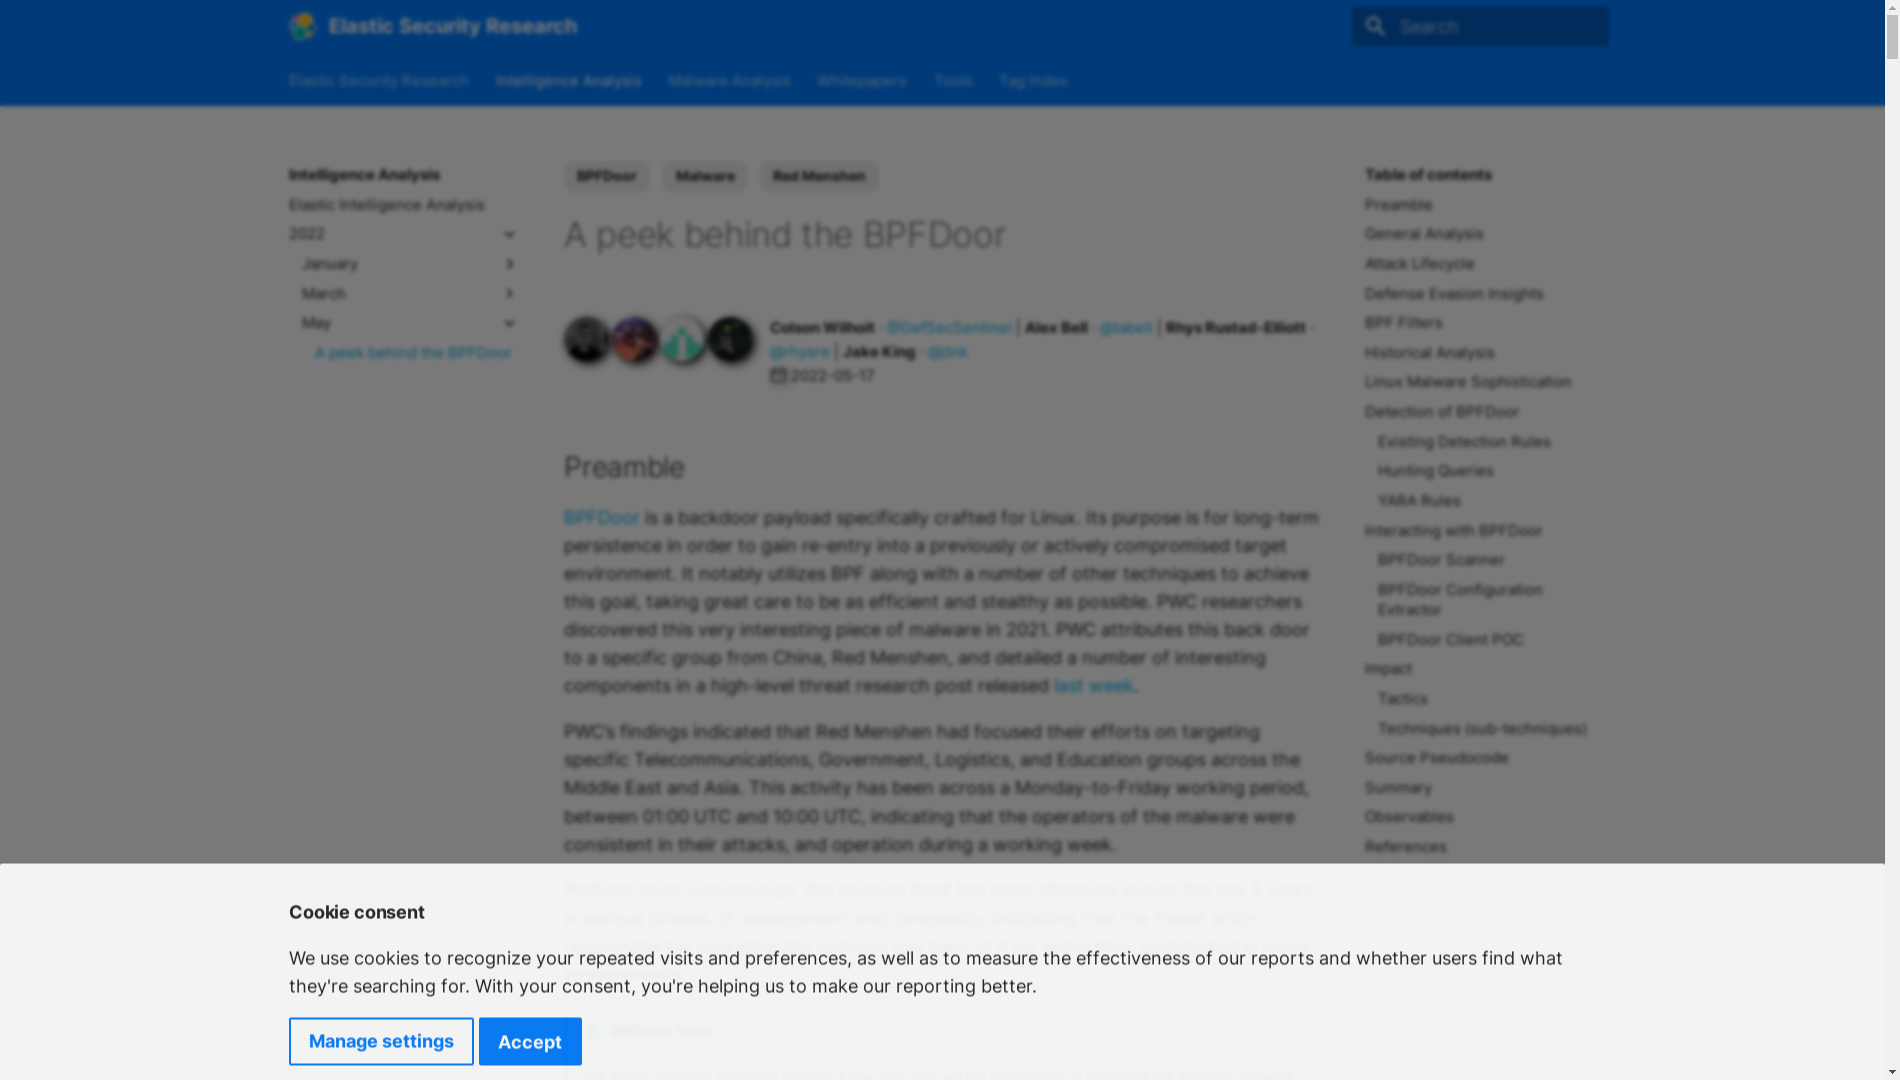 Elastic Security Research
Search
Elastic Security Research
Intelligence Analysis
Malware Analysis
Whitepapers
Tools
Tag Index
Intelligence Analysis
Elastic Intelligence Analysis
2022
January
March
May
A peek behind the BPFDoor
BPFDoor
Malware
Red Menshen
A peek behind the BPFDoor
Colson Wilhoit · @DefSecSentinel | Alex Bell · @tabell | Rhys Rustad-Elliott ·
@rhysre | Jake King · @jfnk
2022-05-17
Preamble
BPFDoor is a backdoor payload specifically crafted for Linux. Its purpose is for long-term
persistence in order to gain re-entry into a previously or actively compromised target
environment. It notably utilizes BPF along with a number of other techniques to achieve
this goal, taking great care to be as efficient and stealthy as possible. PWC researchers
discovered this very interesting piece of malware in 2021. PWC attributes this back door
to a specific group from China, Red Menshen, and detailed a number of interesting
components in a high-level threat research post released last week.
PWC's findings indicated that Red Menshen had focused their efforts on targeting
specific Telecommunications, Government, Logistics, and Education groups across the
Middle East and Asia. This activity has been across a Monday-to-Friday working period,
between 01:00 UTC and 10:00 UTC, indicating that the operators of the malware were
consistent in their attacks, and operation during a working week.
Table of contents
Preamble
General Analysis
Attack Lifecycle
Defense Evasion Insights
BPF Filters
Historical Analysis
Linux Malware Sophistication
Detection of BPFDoor
Existing Detection Rules
Hunting Queries
YARA Rules
Interacting with BPFDoor
BPFDoor Scanner
BPFDoor Configuration
Extractor
BPFDoor Client POC
Impact
Tactics
Techniques (sub-techniques)
Source Pseudocode
Summary
Observables
References
Cookie consent
We use cookies to recognize your repeated visits and preferences, as well as to measure the effectiveness of our reports and whether users find what
they're searching for. With your consent, you're helping us to make our reporting better.
Manage settings
Accept